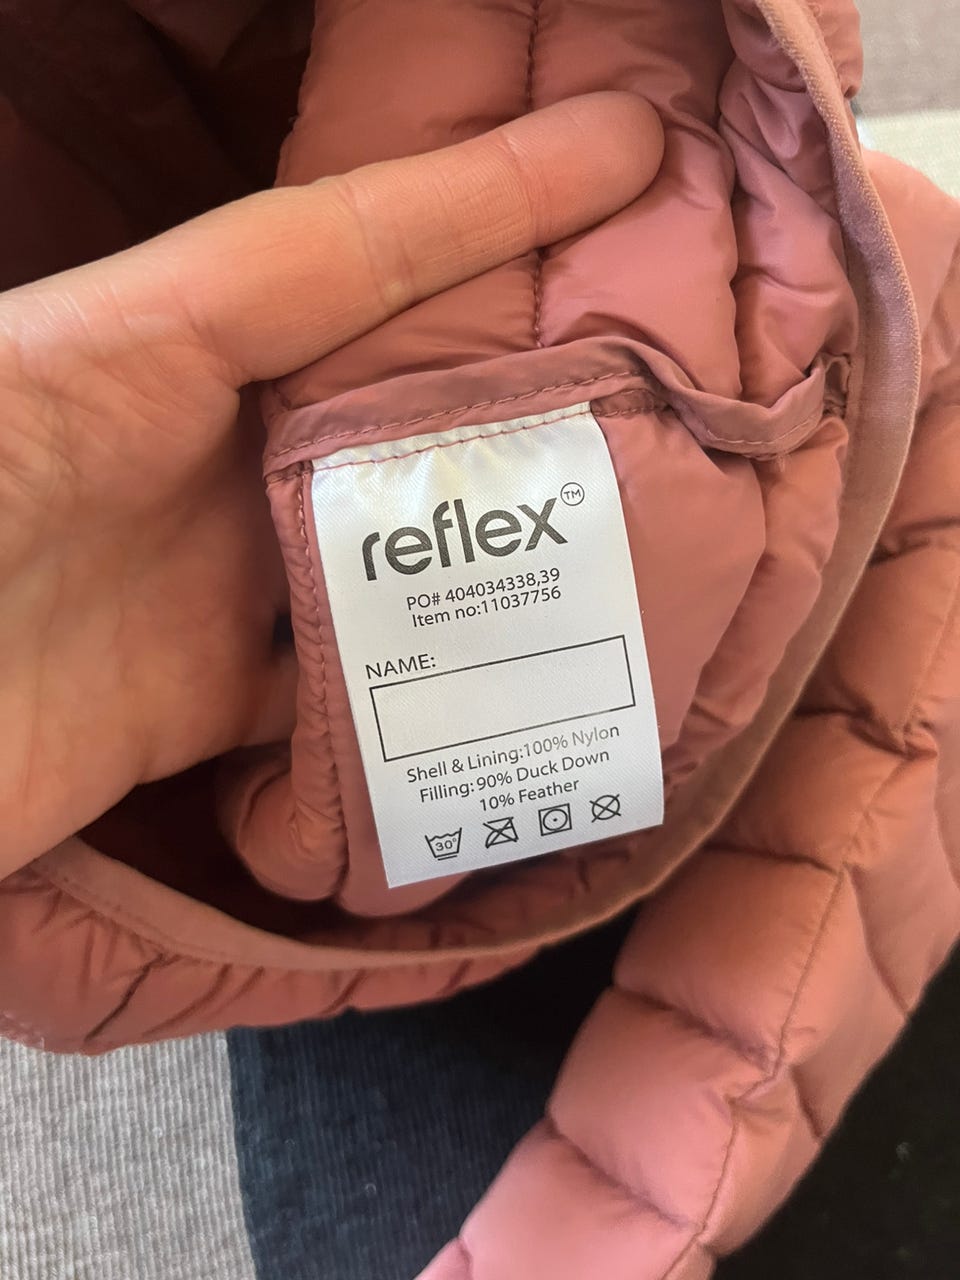 reflex™
PO# 404034338,39
Item no:11037756
NAME:
Shell & Lining:100% Nylon
Filling:90% Duck Down
10% Feather
30°